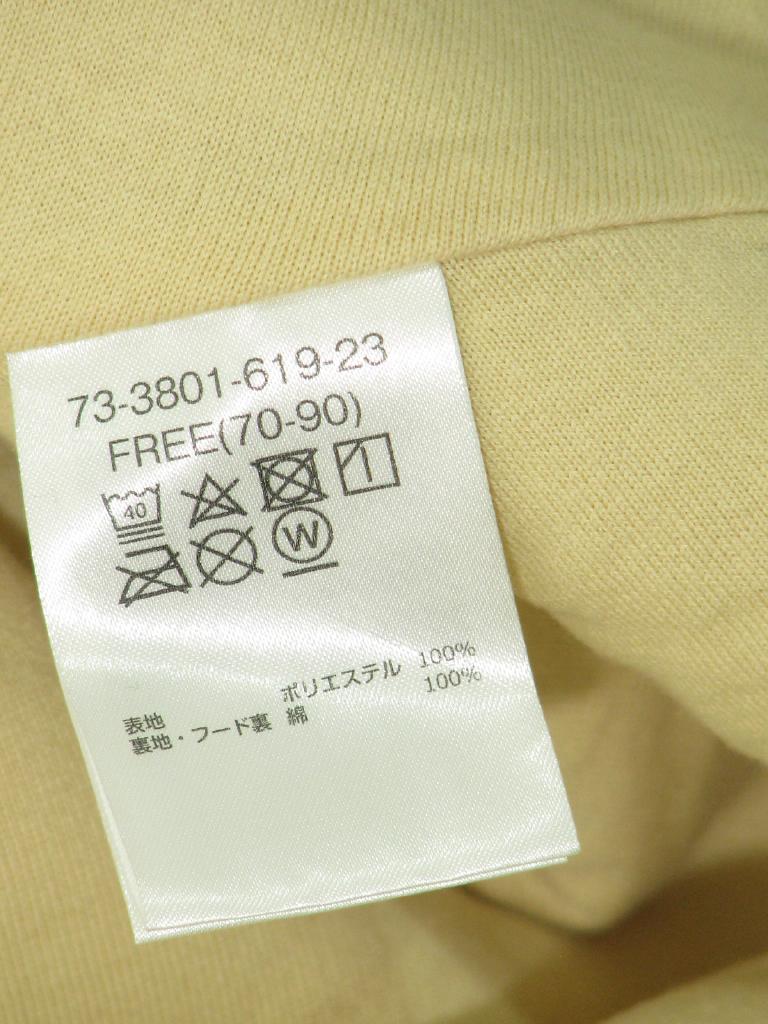 73-3801-619-23
FREE(70-90)
40
W
表地 ポリエステル 100%
裏地・フード裏 綿 100%